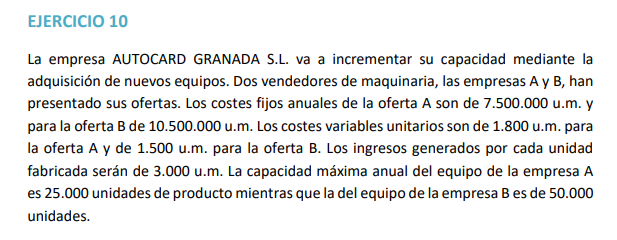 EJERCICIO 10
La empresa AUTOCARD GRANADA S.L. va a incrementar su capacidad mediante la
adquisición de nuevos equipos. Dos vendedores de maquinaria, las empresas A y B, han
presentado sus ofertas. Los costes fijos anuales de la oferta A son de 7.500.000 u.m. y
para la oferta B de 10.500.000 u.m. Los costes variables unitarios son de 1.800 u.m. para
la oferta A y de 1.500 u.m. para la oferta B. Los ingresos generados por cada unidad
fabricada serán de 3.000 u.m. La capacidad máxima anual del equipo de la empresa A
es 25.000 unidades de producto mientras que la del equipo de la empresa B es de 50.000
unidades.